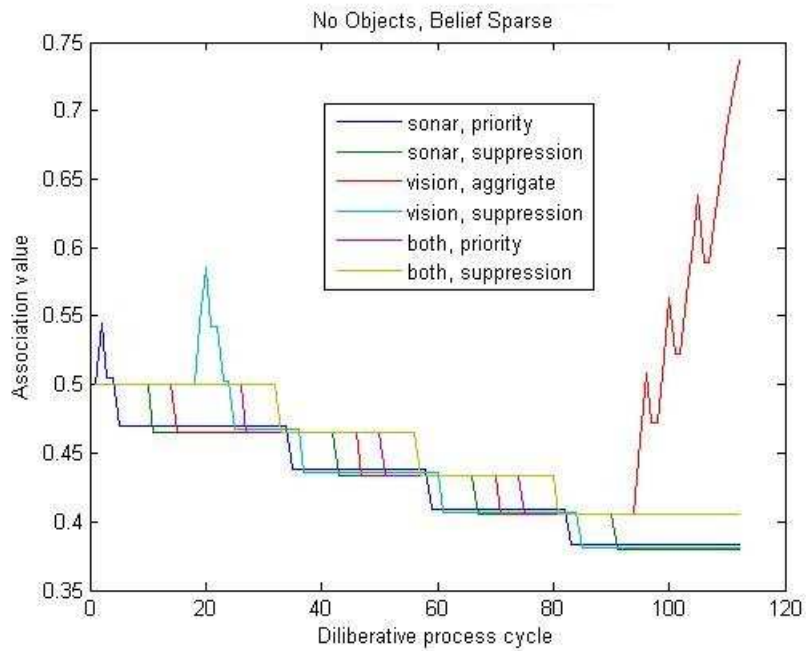 No Objects, Belief Sparse
0.75
0.7
0.65
0.6
0.55
0.5
0.45
0.4
0.35
Association value
sonar, priority
sonar, suppression
vision, aggrigate
vision, suppression
both, priority
both, suppression
0 20 40 60 80 100 120
Diliberative process cycle